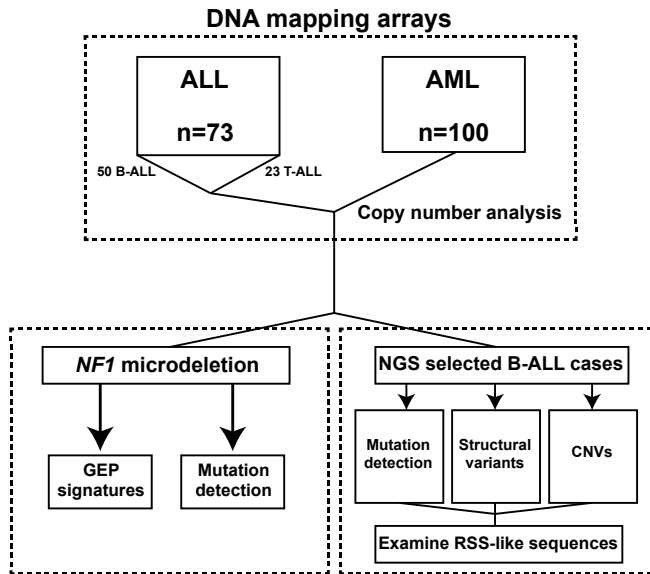 DNA mapping arrays
ALL
n=73
AML
n=100
50 B-ALL
23 T-ALL
Copy number analysis
NF1 microdeletion
GEP
signatures
Mutation
detection
NGS selected B-ALL cases
Mutation
detection
Structural
variants
CNVs
Examine RSS-like sequences